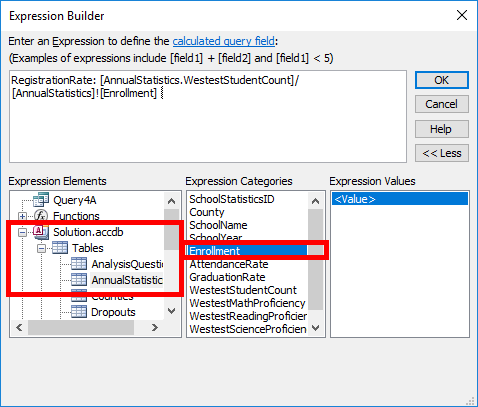 Expression Builder
Enter an Expression to define the calculated query field:
(Examples of expressions include [field1] + [field2] and [field1] < 5)
RegistrationRate: [AnnualStatistics.WestestStudentCount]/
[AnnualStatistics]![Enrollment]
OK
Cancel
Help
<< Less
Expression Elements
Query4A
Functions
Solution.accdb
Tables
AnalysisQuestio
AnnualStatistic
Counties
Dropouts
Expression Categories
SchoolStatisticsID
County
SchoolName
SchoolYear
Enrollment
AttendanceRate
GraduationRate
WestestStudentCount
WestestMathProficiency
WestestReadingProficier
WestestScienceProficien
Expression Values
<Value>